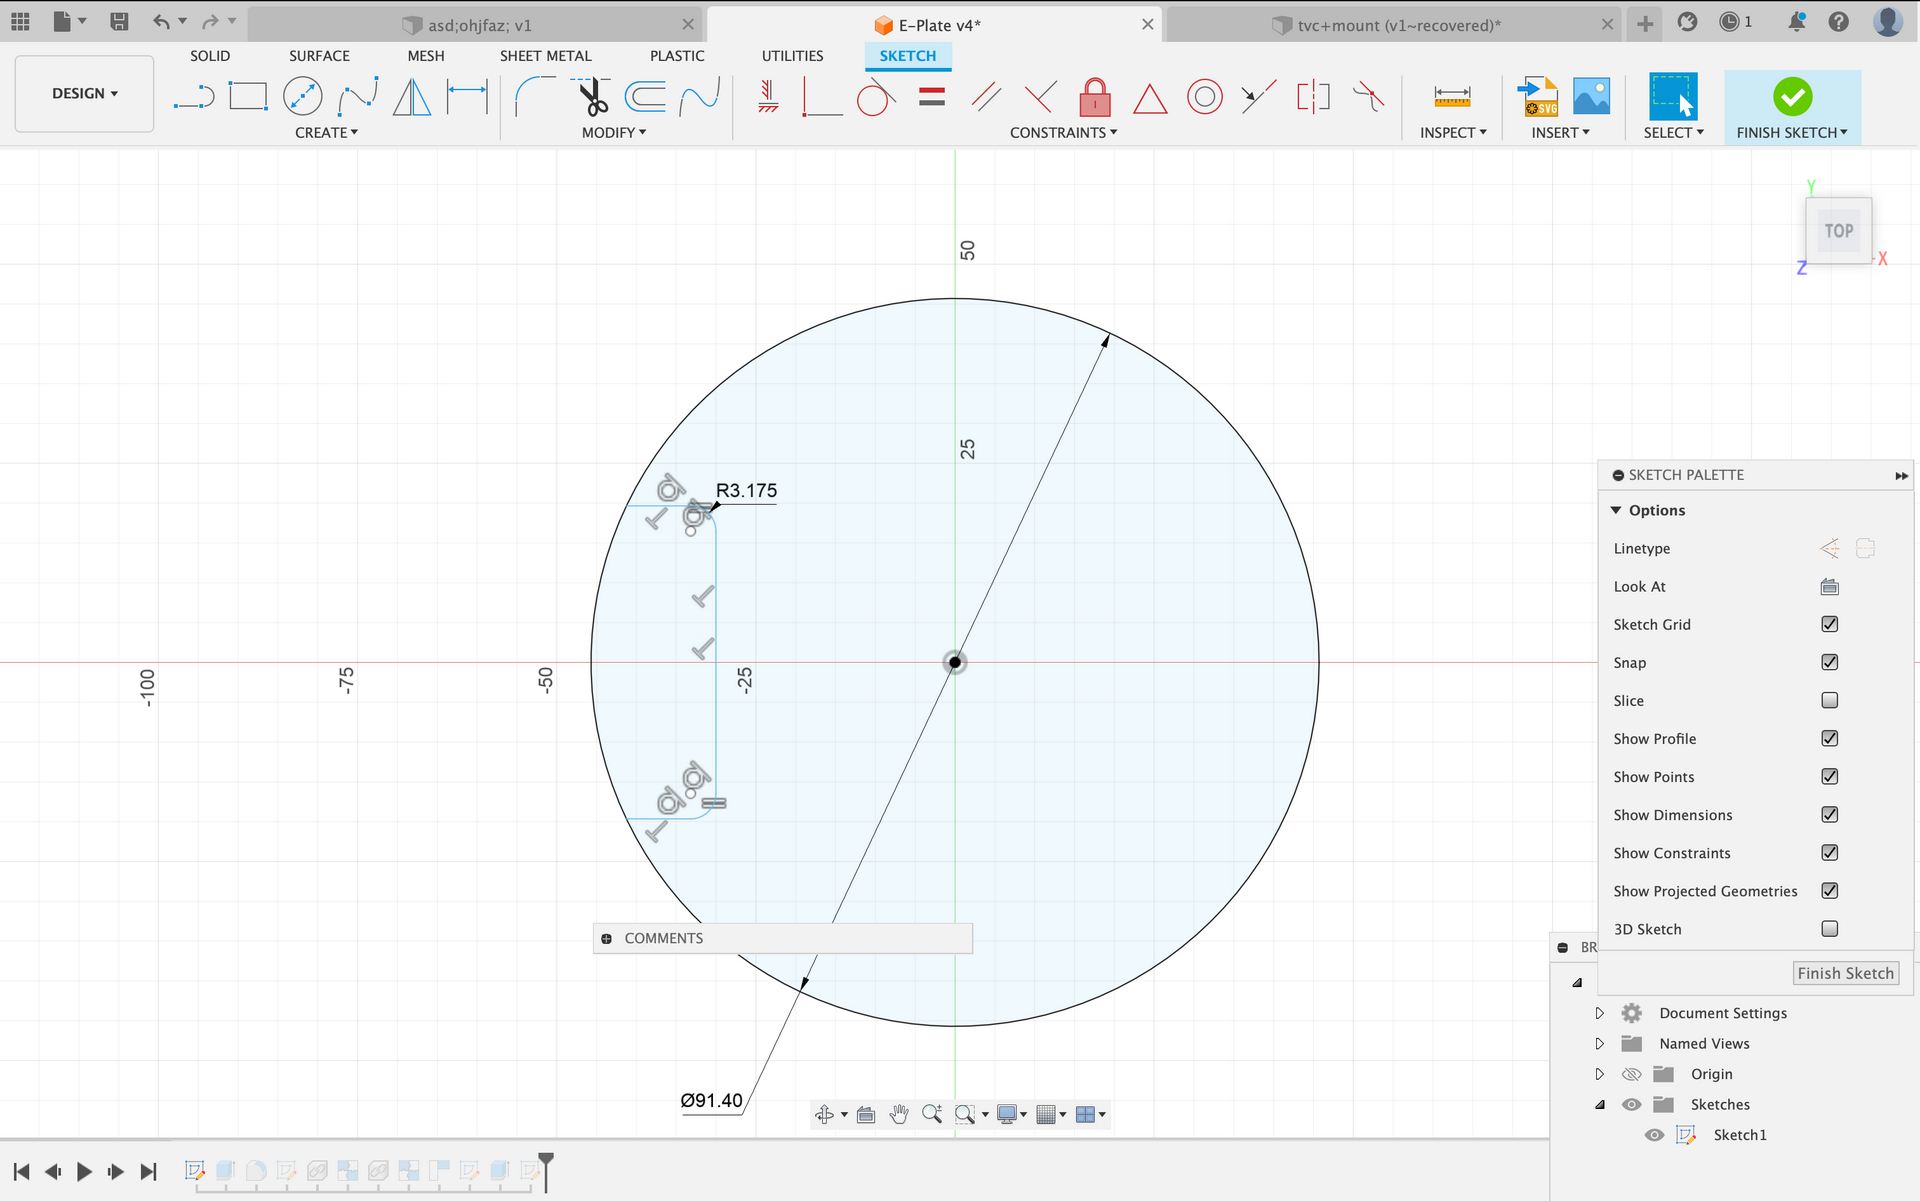 asd;ohjfaz; v1
E-Plate v4*
tvc+mount (v1~recovered)*
1
SOLID
SURFACE
MESH
SHEET METAL
PLASTIC
UTILITIES
SKETCH
DESIGN
SVG
CREATE
MODIFY
CONSTRAINTS
INSPECT
INSERT
SELECT
FINISH SKETCH
Y
TOP
X
Z
50
25
R3.175
-100
-75
-50
-25
Ø91.40
COMMENTS
SKETCH PALETTE
Options
Linetype
Look At
Sketch Grid
Snap
Slice
Show Profile
Show Points
Show Dimensions
Show Constraints
Show Projected Geometries
3D Sketch
Finish Sketch
BR
Document Settings
Named Views
Origin
Sketches
Sketch1